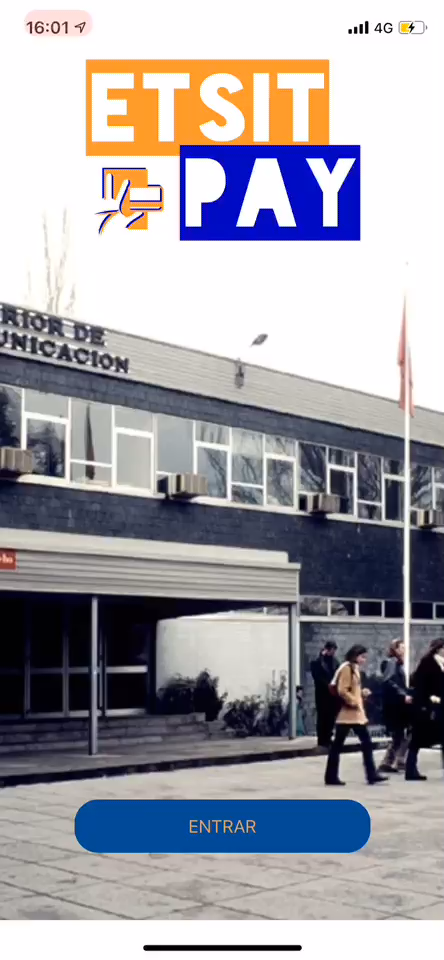 16:01
4G
ETSIT
PAY
RIOR DE
UNICACION
ENTRAR